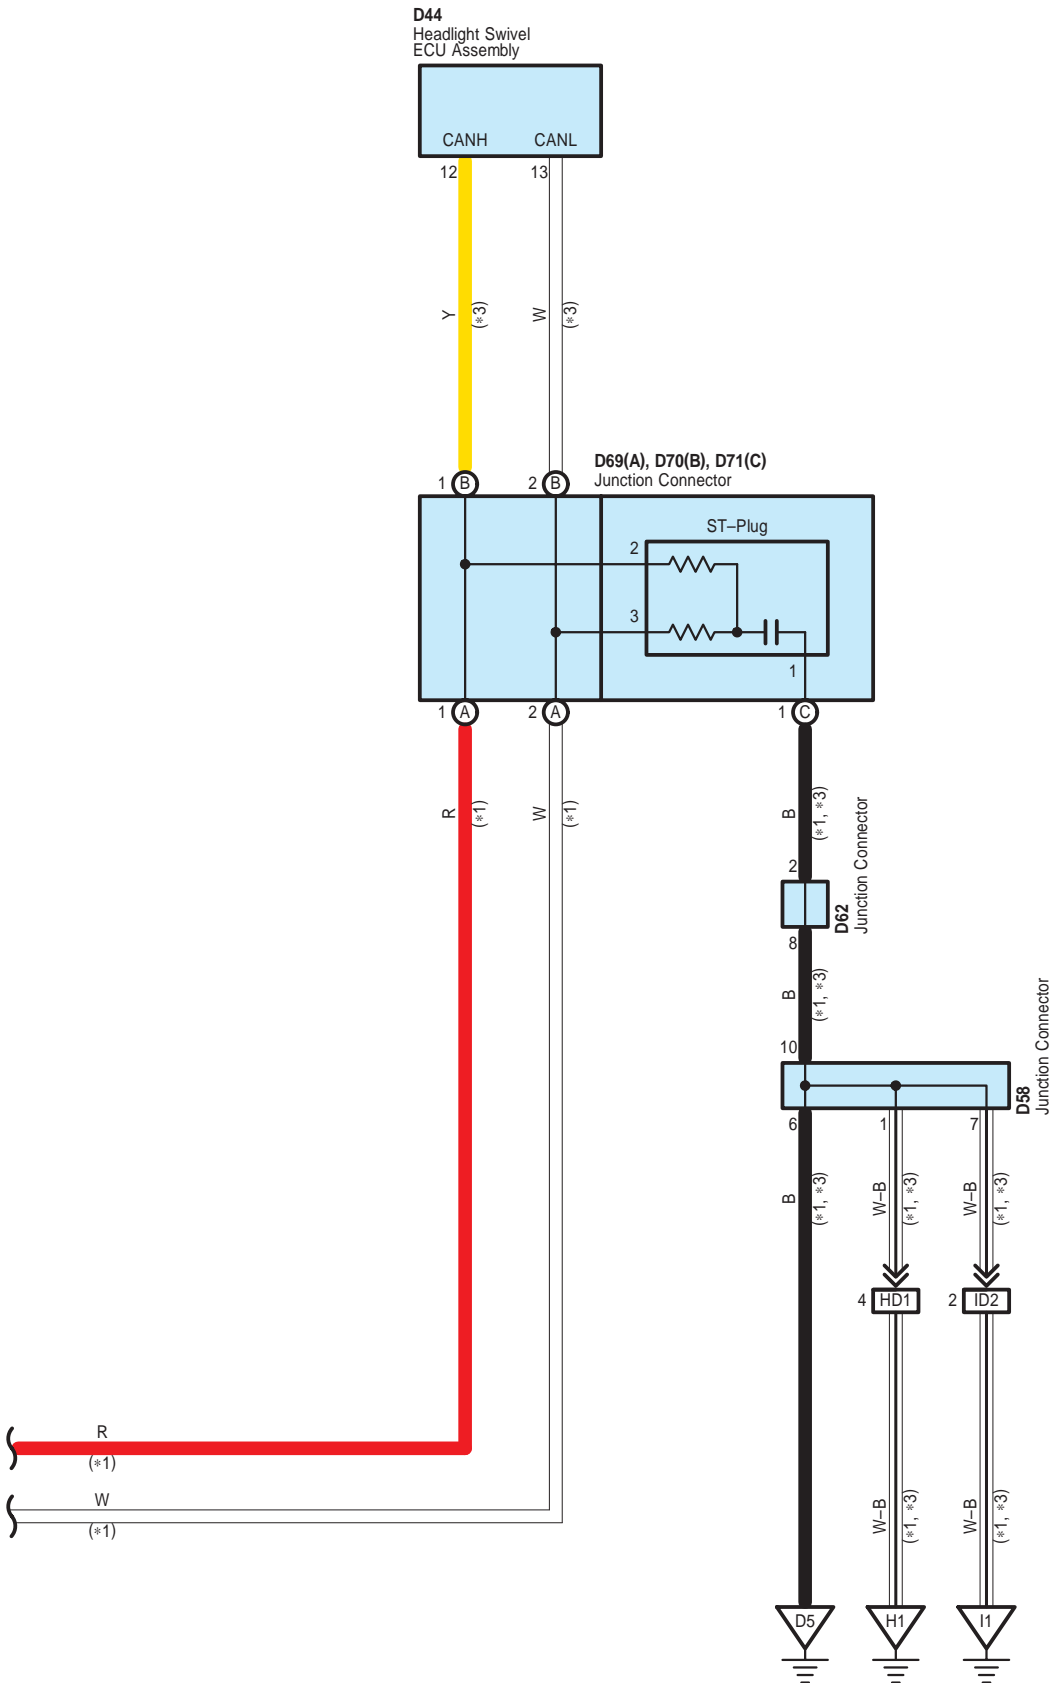 D44
Headlight Swivel
ECU Assembly
CANH CANL
12 13
Y (*3) W (*3)
D69(A), D70(B), D71(C)
Junction Connector
1 B 2 B
ST–Plug
2
3
1
1 A 2 A 1 C
R (*1) W (*1) B (*1, *3)
2
D62
Junction Connector
8
B (*1, *3)
10
D58
Junction Connector
6 1 7
B (*1, *3) W–B (*1, *3) W–B (*1, *3)
4 HD1 2 ID2
R
(*1)
W
(*1)
W–B (*1, *3) W–B (*1, *3)
D5 H1 I1